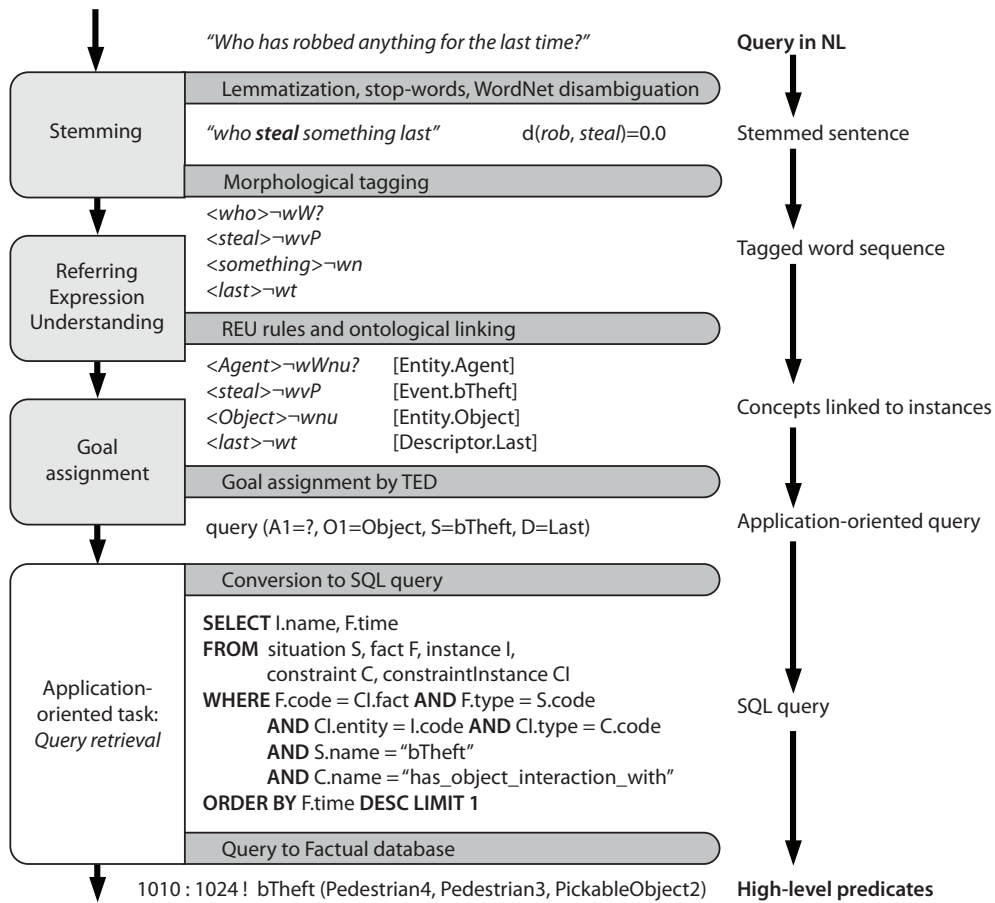 “Who has robbed anything for the last time?”
Query in NL
Lemmatization, stop-words, WordNet disambiguation
Stemming
“who steal something last” d(rob, steal)=0.0
Stemmed sentence
Morphological tagging
<who>¬wW?
<steal>¬wvP
<something>¬wn
<last>¬wt
Tagged word sequence
Referring
Expression
Understanding
REU rules and ontological linking
<Agent>¬wWnu? [Entity.Agent]
<steal>¬wvP [Event.bTheft]
<Object>¬wnu [Entity.Object]
<last>¬wt [Descriptor.Last]
Concepts linked to instances
Goal
assignment
Goal assignment by TED
query (A1=?, O1=Object, S=bTheft, D=Last)
Application-oriented query
Conversion to SQL query
SELECT I.name, F.time
FROM situation S, fact F, instance I,
constraint C, constraintInstance CI
WHERE F.code = CI.fact AND F.type = S.code
AND CI.entity = I.code AND CI.type = C.code
AND S.name = “bTheft”
AND C.name = “has_object_interaction_with”
ORDER BY F.time DESC LIMIT 1
Application-
oriented task:
Query retrieval
SQL query
Query to Factual database
1010 : 1024 ! bTheft (Pedestrian4, Pedestrian3, PickableObject2)
High-level predicates